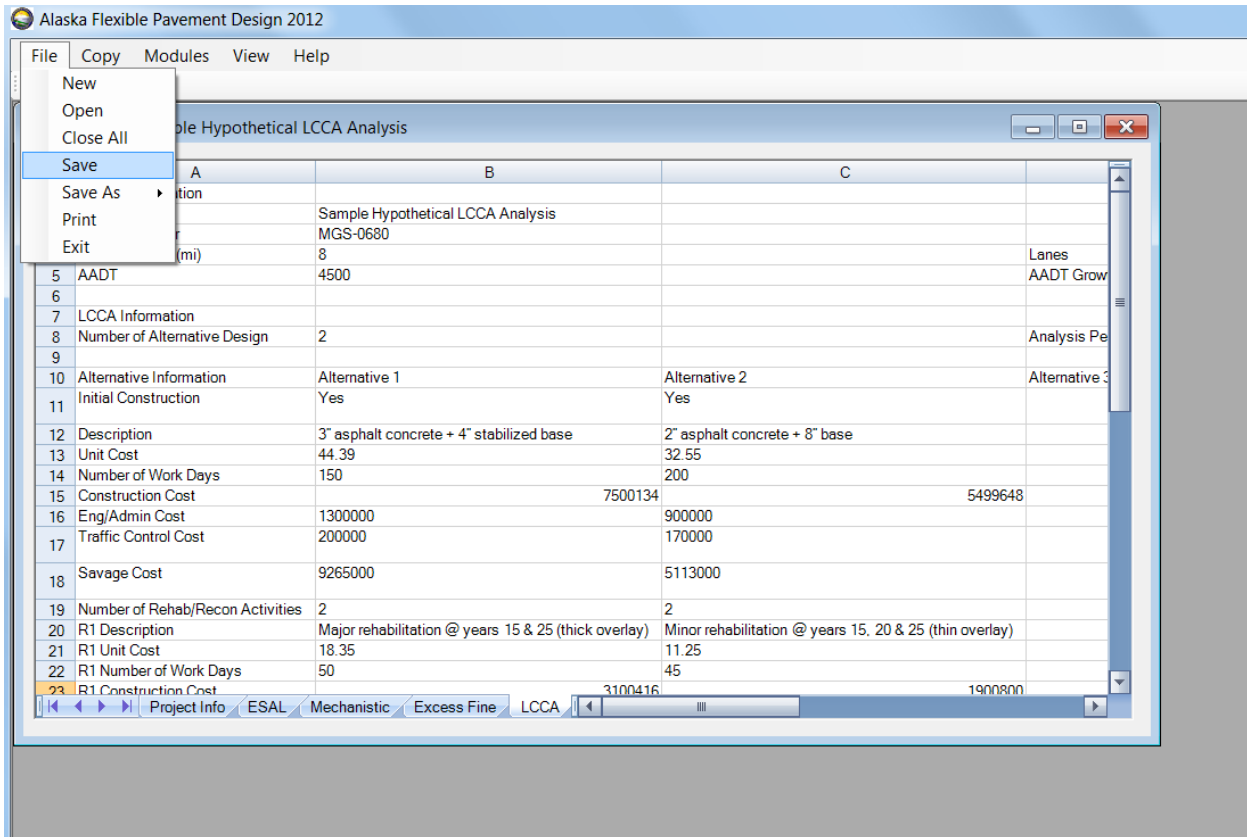 Alaska Flexible Pavement Design 2012
File Copy Modules View Help
New
Open
Close All
Save
Save As
Print
Exit
ple Hypothetical LCCA Analysis
A B C
ation
Sample Hypothetical LCCA Analysis
r MGS-0680
(mi) 8 Lanes
5 AADT 4500 AADT Grow
6
7 LCCA Information
8 Number of Alternative Design 2 Analysis Pe
9
10 Alternative Information Alternative 1 Alternative 2 Alternative 3
11 Initial Construction Yes Yes
12 Description 3" asphalt concrete + 4" stabilized base 2" asphalt concrete + 8" base
13 Unit Cost 44.39 32.55
14 Number of Work Days 150 200
15 Construction Cost 7500134 5499648
16 Eng/Admin Cost 1300000 900000
17 Traffic Control Cost 200000 170000
18 Savage Cost 9265000 5113000
19 Number of Rehab/Recon Activities 2 2
20 R1 Description Major rehabilitation @ years 15 & 25 (thick overlay) Minor rehabilitation @ years 15, 20 & 25 (thin overlay)
21 R1 Unit Cost 18.35 11.25
22 R1 Number of Work Days 50 45
23 R1 Construction Cost 3100416 1900800
Project Info ESAL Mechanistic Excess Fine LCCA